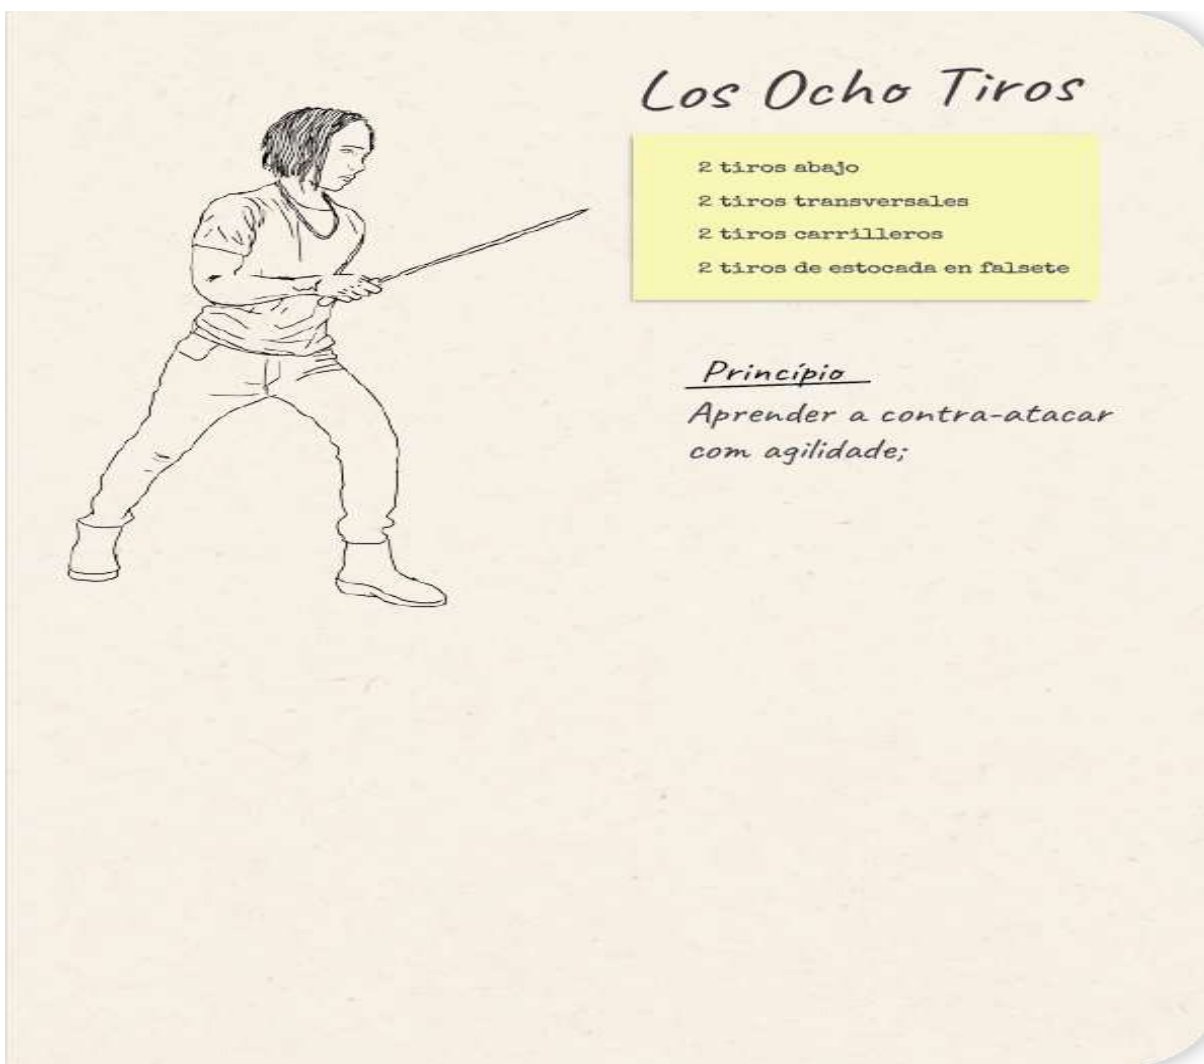 Los Ocho Tiros
2 tiros abajo
2 tiros transversales
2 tiros carrilleros
2 tiros de estocada en falsete
Princípio
Aprender a contra-atacar
com agilidade;